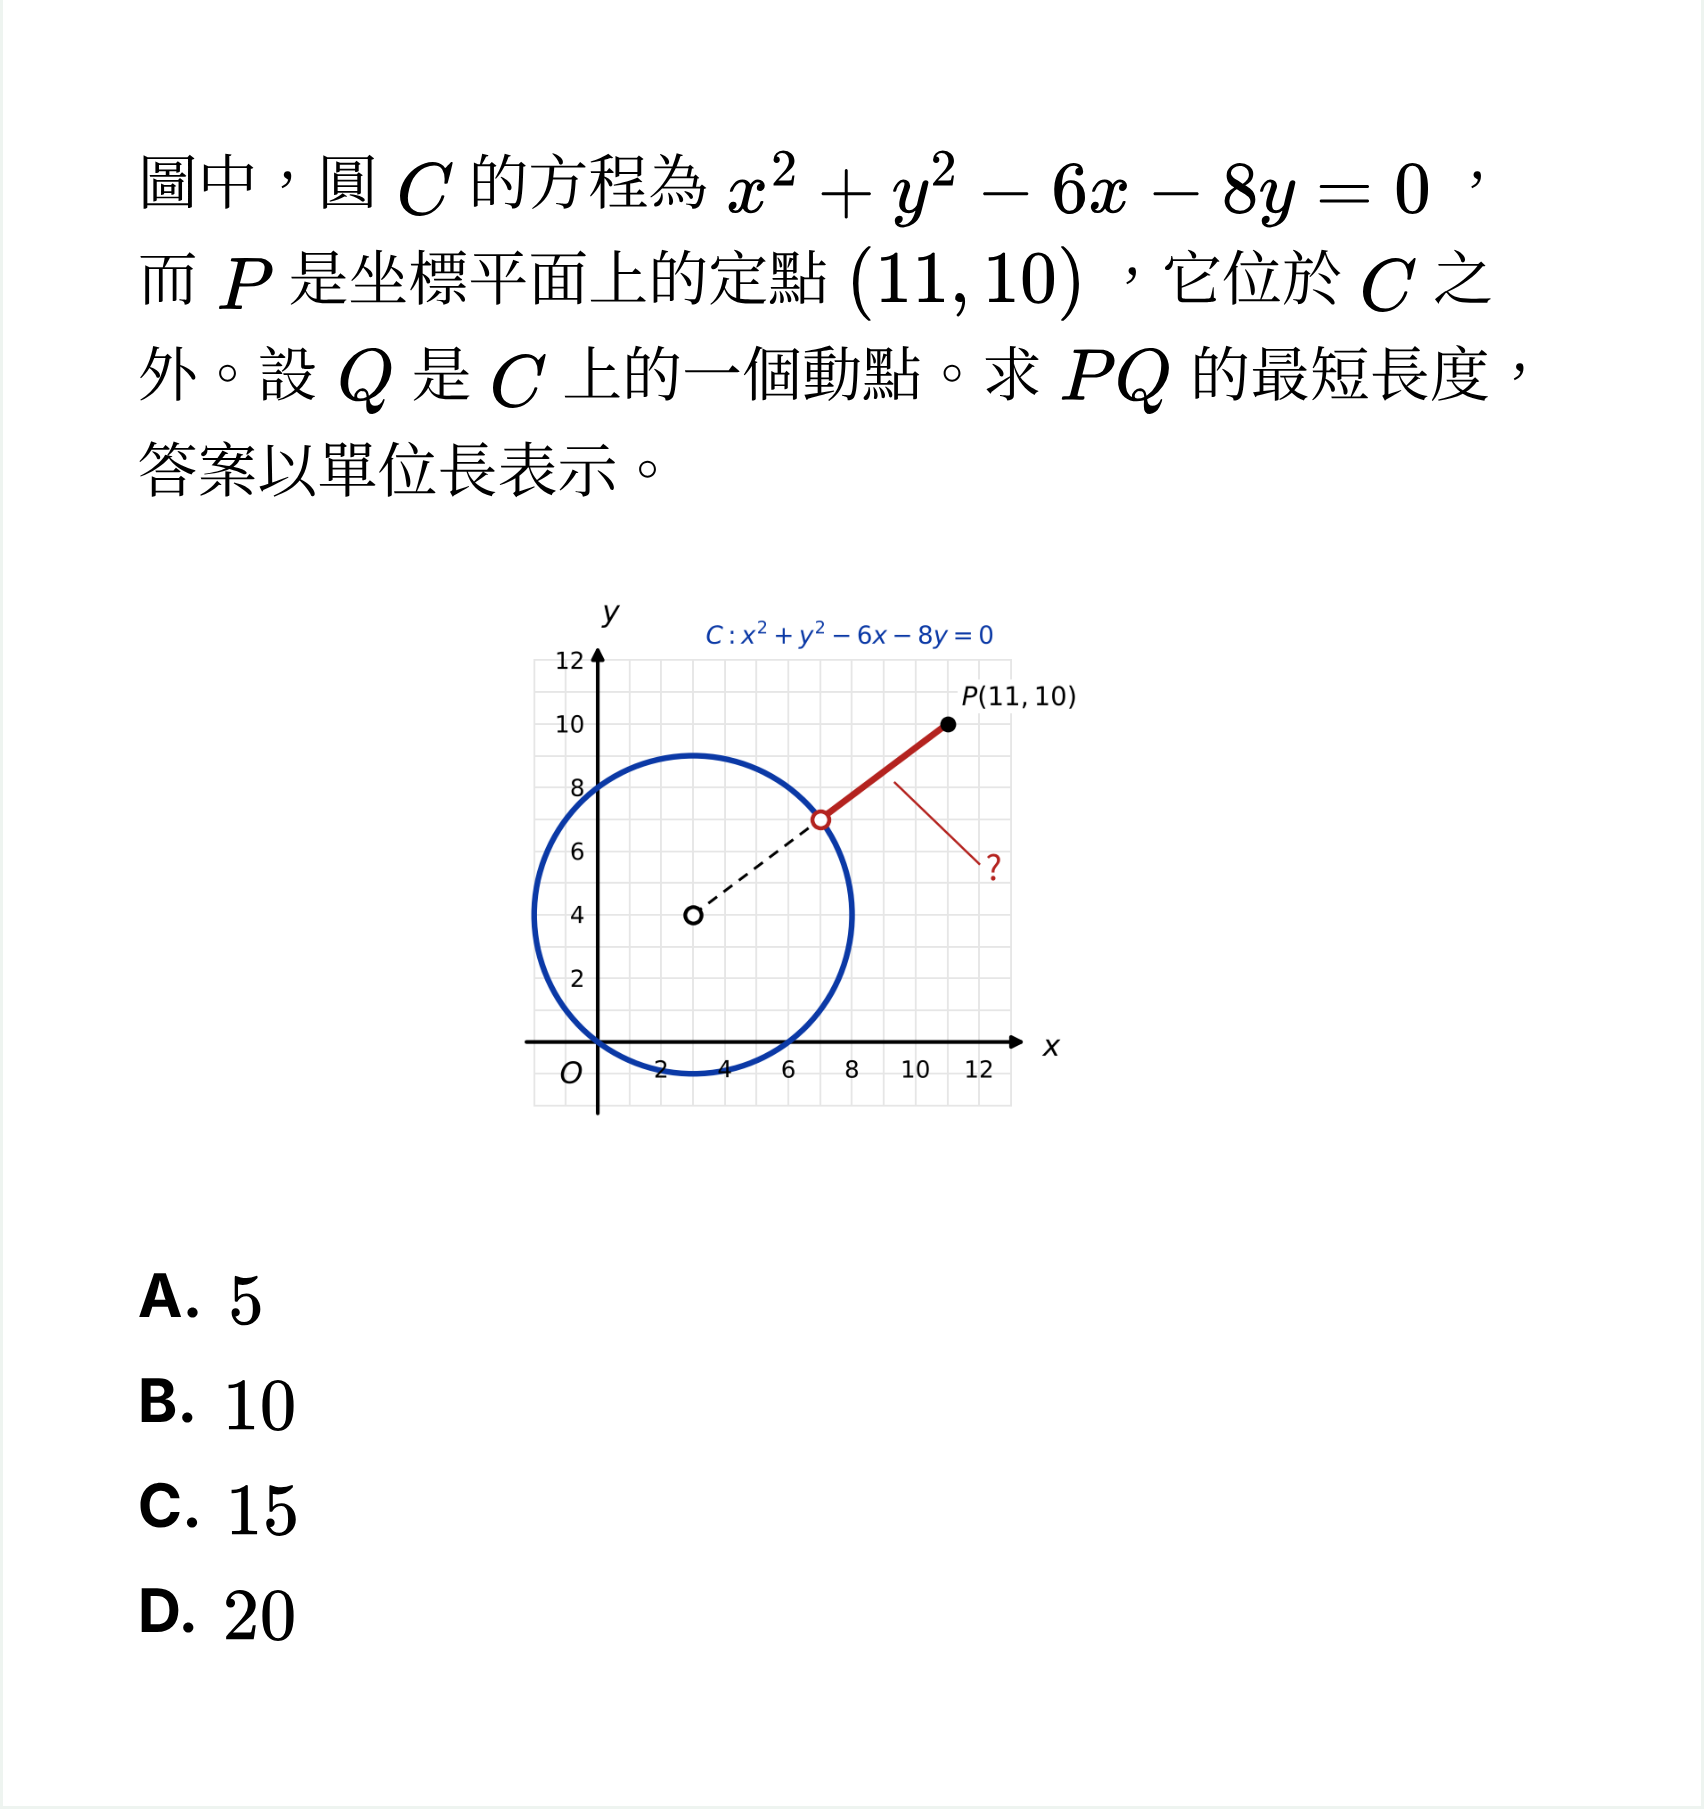 圖中，圓 C 的方程為 x² + y² − 6x − 8y = 0 ，
而 P 是坐標平面上的定點 (11, 10) ，它位於 C 之
外。設 Q 是 C 上的一個動點。求 PQ 的最短長度，
答案以單位長表示。
y
C : x² + y² − 6x − 8y = 0
12
P(11, 10)
10
8
6
?
4
2
x
O
2 4 6 8 10 12
A. 5
B. 10
C. 15
D. 20